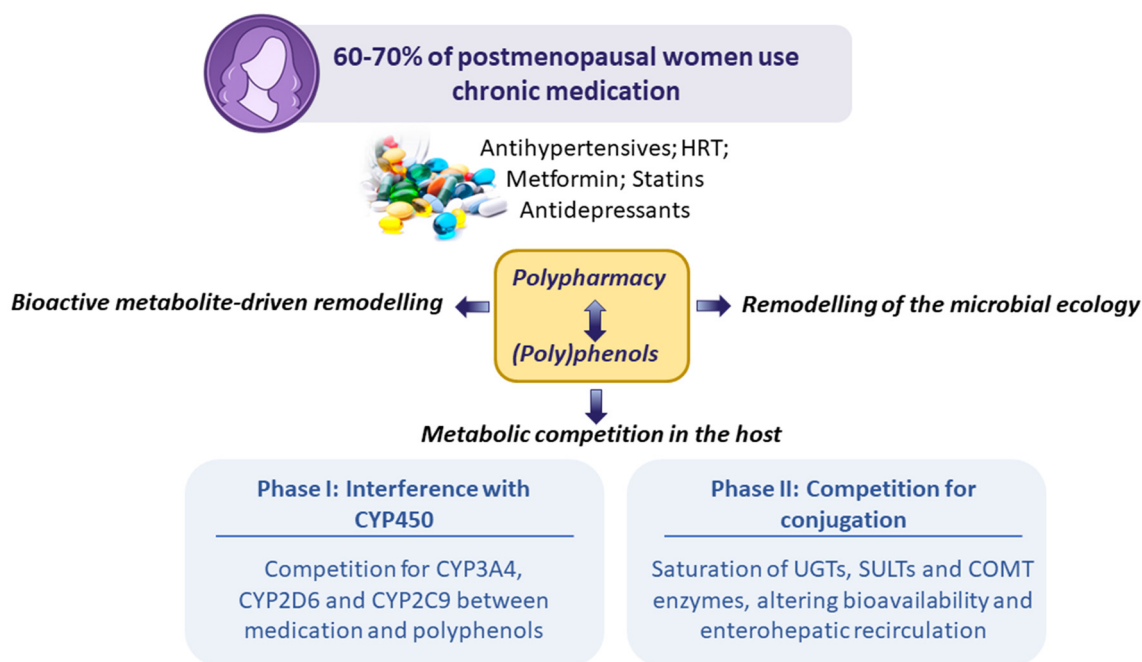 60-70% of postmenopausal women use
chronic medication
Antihypertensives; HRT;
Metformin; Statins
Antidepressants
Polypharmacy
(Poly)phenols
Bioactive metabolite-driven remodelling
Remodelling of the microbial ecology
Metabolic competition in the host
Phase I: Interference with
CYP450
Competition for CYP3A4,
CYP2D6 and CYP2C9 between
medication and polyphenols
Phase II: Competition for
conjugation
Saturation of UGTs, SULTs and COMT
enzymes, altering bioavailability and
enterohepatic recirculation